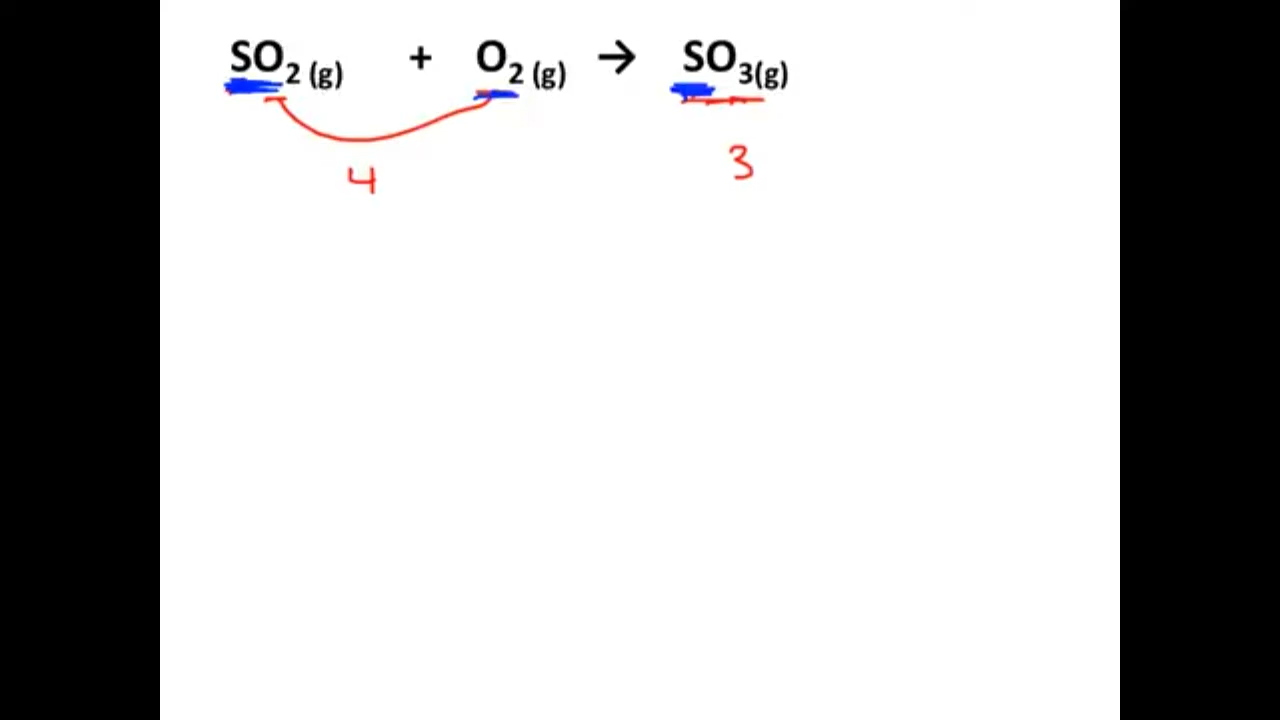 SO₂ (g) + O₂ (g) → SO₃(g)
4 3